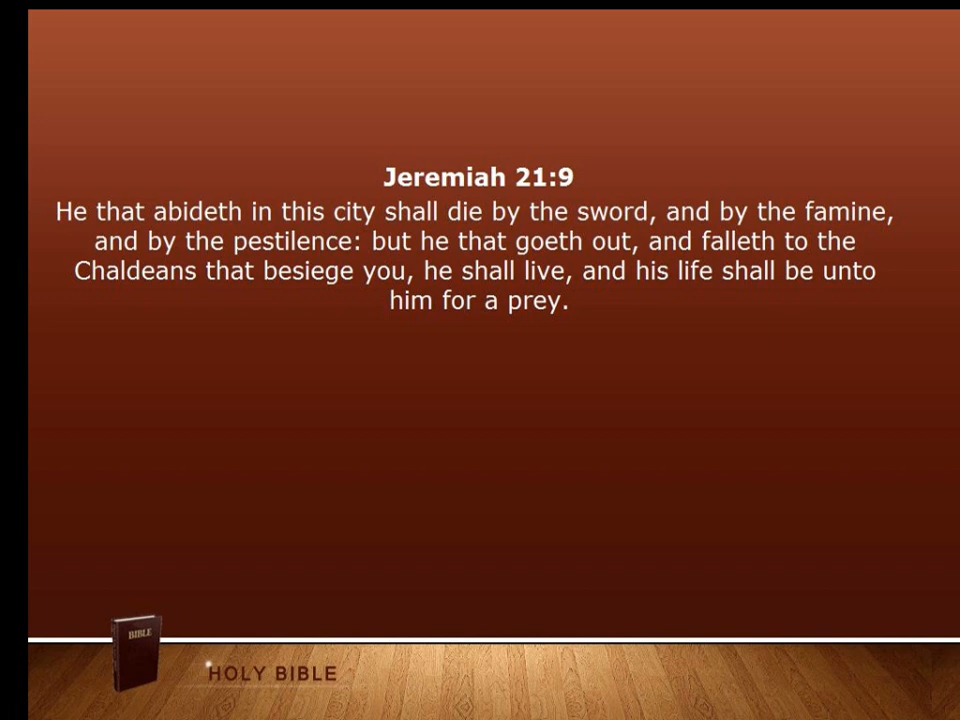 Jeremiah 21:9
He that abideth in this city shall die by the sword, and by the famine,
and by the pestilence: but he that goeth out, and falleth to the
Chaldeans that besiege you, he shall live, and his life shall be unto
him for a prey.
BIBLE
HOLY BIBLE